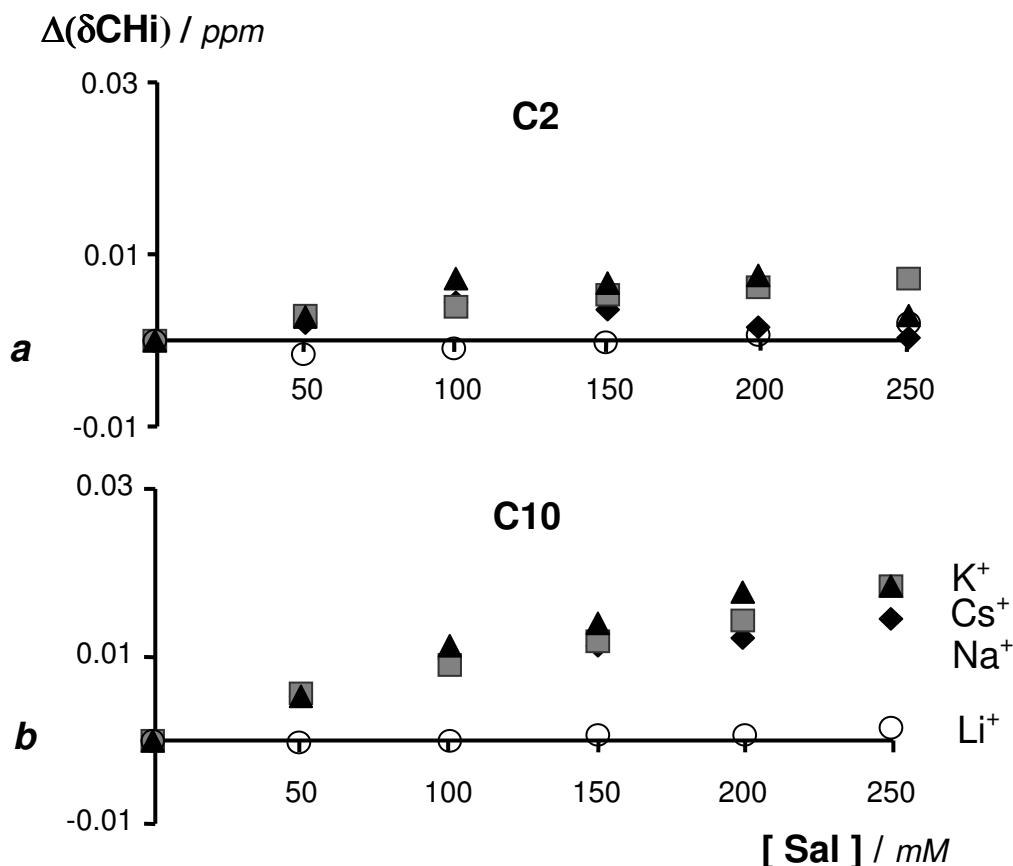 Δ(δCHi) / ppm
0.03
C2
0.01
a
50 100 150 200 250
-0.01
0.03
C10
K⁺
Cs⁺
0.01
Na⁺
b
Li⁺
50 100 150 200 250
-0.01
[ Sal ] / mM